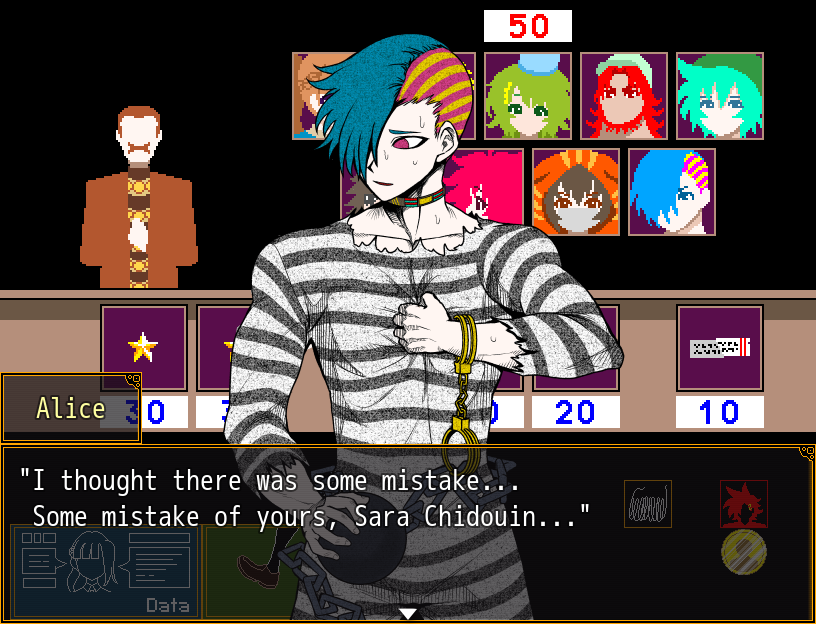 50
30
20
10
Alice
"I thought there was some mistake...
Some mistake of yours, Sara Chidouin..."
Data